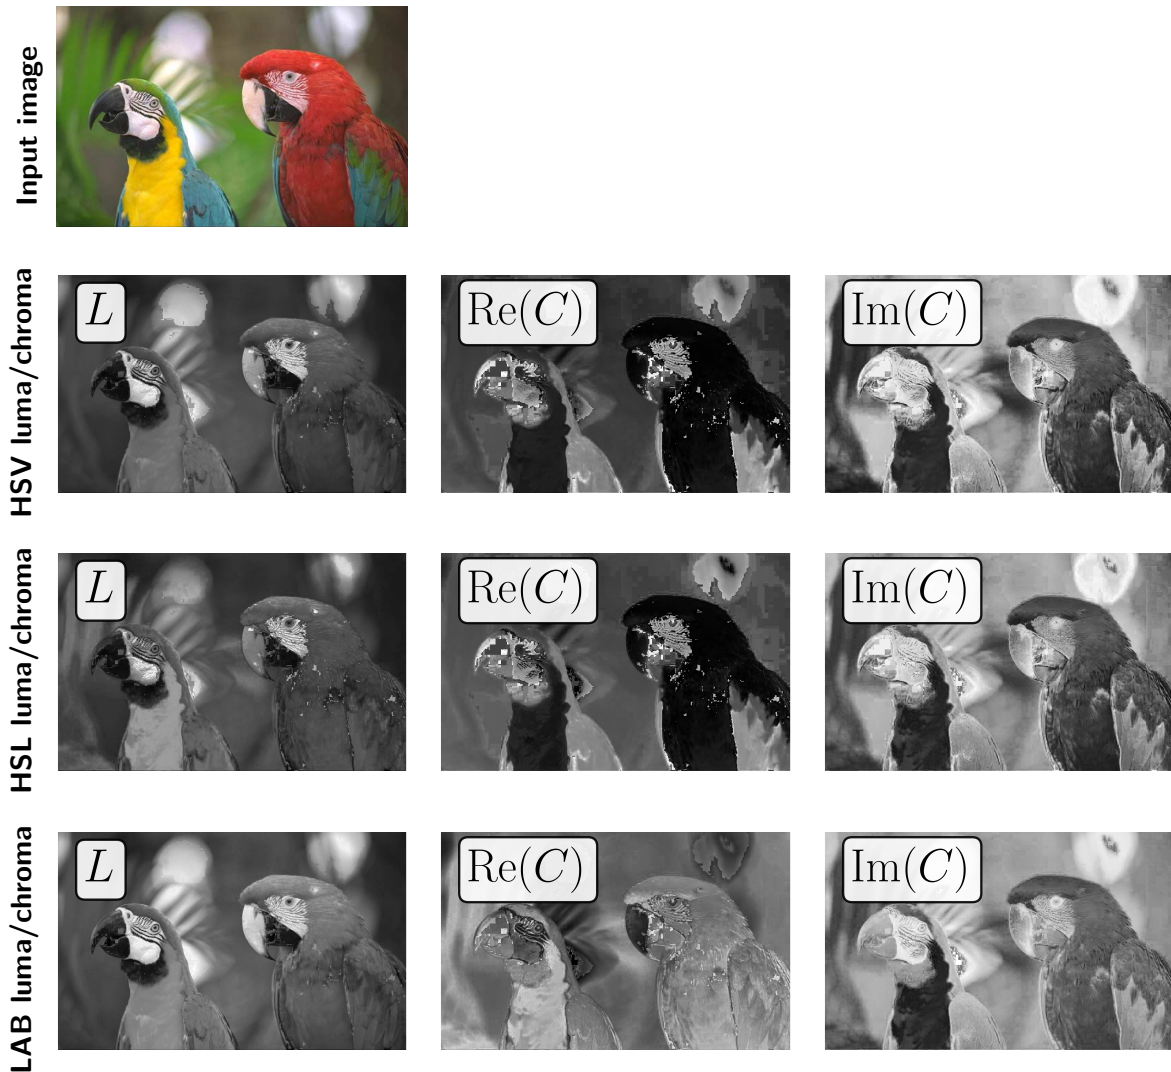 Input image
HSV luma/chroma
L
Re(C)
Im(C)
HSL luma/chroma
L
Re(C)
Im(C)
LAB luma/chroma
L
Re(C)
Im(C)